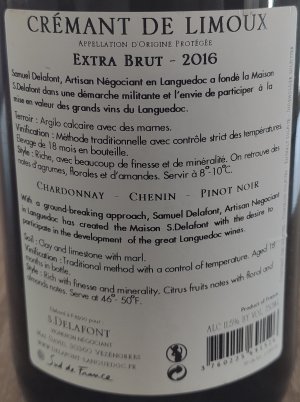 CRÉMANT DE LIMOUX
APPELLATION D'ORIGINE PROTÉGÉE
EXTRA BRUT - 2016
Samuel Delafont, Artisan Négociant en Languedoc a fondé la Maison
S.Delafont dans une démarche militante et l'envie de participer à la
mise en valeur des grands vins du Languedoc.
Terroir : Argilo calcaire avec des marnes.
Vinification : Méthode traditionnelle avec contrôle strict des températures.
Elevage de 18 mois en bouteille.
Style : Riche, avec beaucoup de finesse et de minéralité. On retrouve des
notes d'agrumes, florales et d'amandes. Servir à 8°-10°C.
CHARDONNAY - CHENIN - PINOT NOIR
With a ground-breaking approach, Samuel Delafont, Artisan Negociant
in Languedoc has created the Maison S.Delafont with the desire to
participate in the development of the great Languedoc wines.
Soil : Clay and limestone with marl.
Vinification : Traditional method with a control of temperature. Aged 18
months in bottle.
Style : Rich with finesse and minerality. Citrus fruits notes with floral and
almonds notes. Serve at 46°- 50°F.
Product of France
S.DELAFONT
30360 VEZENOBRES
Sud de France